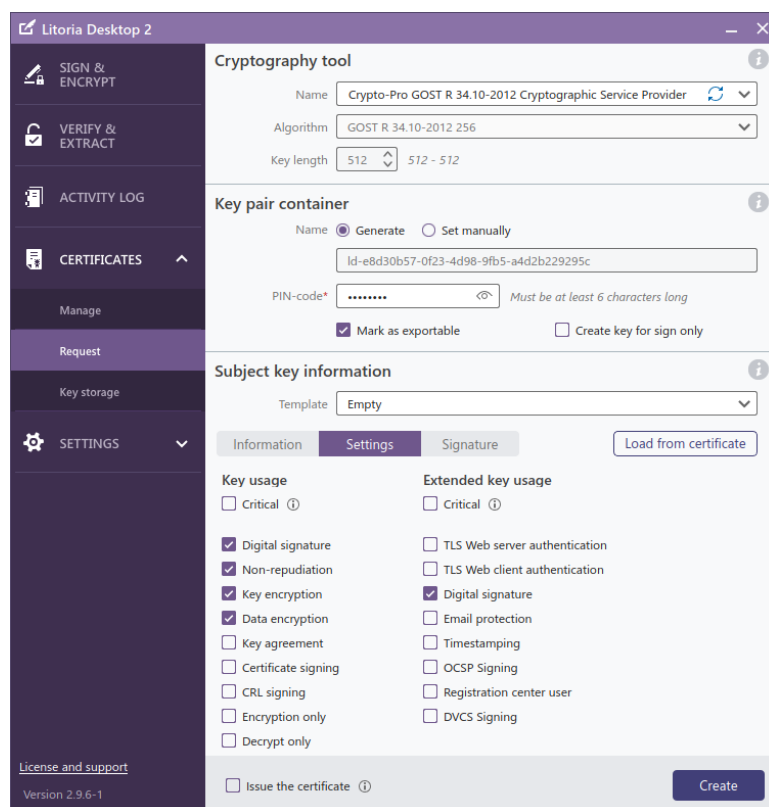 Litoria Desktop 2
SIGN &
ENCRYPT
VERIFY &
EXTRACT
ACTIVITY LOG
CERTIFICATES
Manage
Request
Key storage
SETTINGS
License and support
Version 2.9.6-1
Cryptography tool
Name Crypto-Pro GOST R 34.10-2012 Cryptographic Service Provider
Algorithm GOST R 34.10-2012 256
Key length 512 512 - 512
Key pair container
Name Generate Set manually
ld-e8d30b57-0f23-4d98-9fb5-a4d2b229295c
PIN-code* •••••••• Must be at least 6 characters long
Mark as exportable Create key for sign only
Subject key information
Template Empty
Information Settings Signature Load from certificate
Key usage
Critical
Digital signature
Non-repudiation
Key encryption
Data encryption
Key agreement
Certificate signing
CRL signing
Encryption only
Decrypt only
Extended key usage
Critical
TLS Web server authentication
TLS Web client authentication
Digital signature
Email protection
Timestamping
OCSP Signing
Registration center user
DVCS Signing
Issue the certificate Create